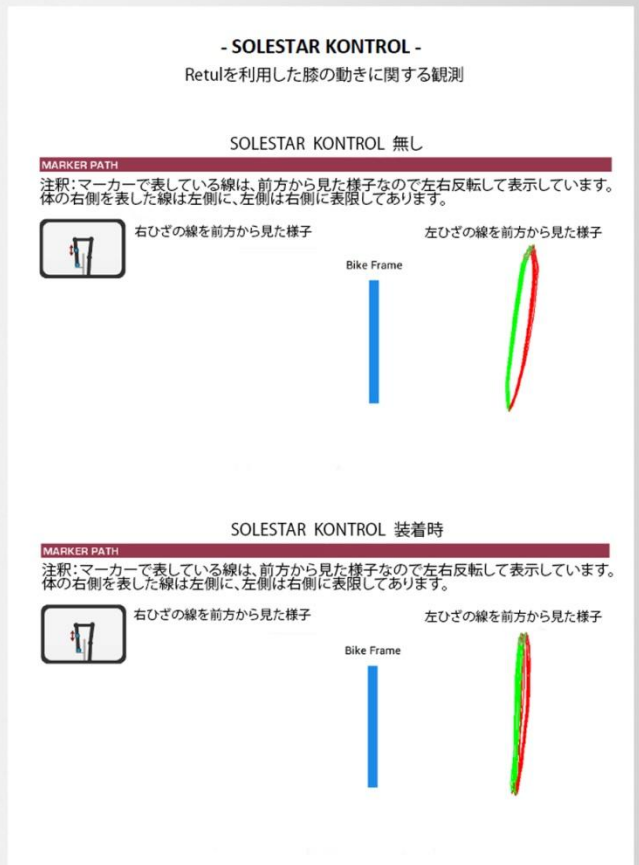 - SOLESTAR KONTROL -
Retulを利用した膝の動きに関する観測
SOLESTAR KONTROL 無し
MARKER PATH
注釈：マーカーで表している線は、前方から見た様子なので左右反転して表示しています。
体の右側を表した線は左側に、左側は右側に表限してあります。
右ひざの線を前方から見た様子
左ひざの線を前方から見た様子
Bike Frame
SOLESTAR KONTROL 装着時
MARKER PATH
注釈：マーカーで表している線は、前方から見た様子なので左右反転して表示しています。
体の右側を表した線は左側に、左側は右側に表限してあります。
右ひざの線を前方から見た様子
左ひざの線を前方から見た様子
Bike Frame